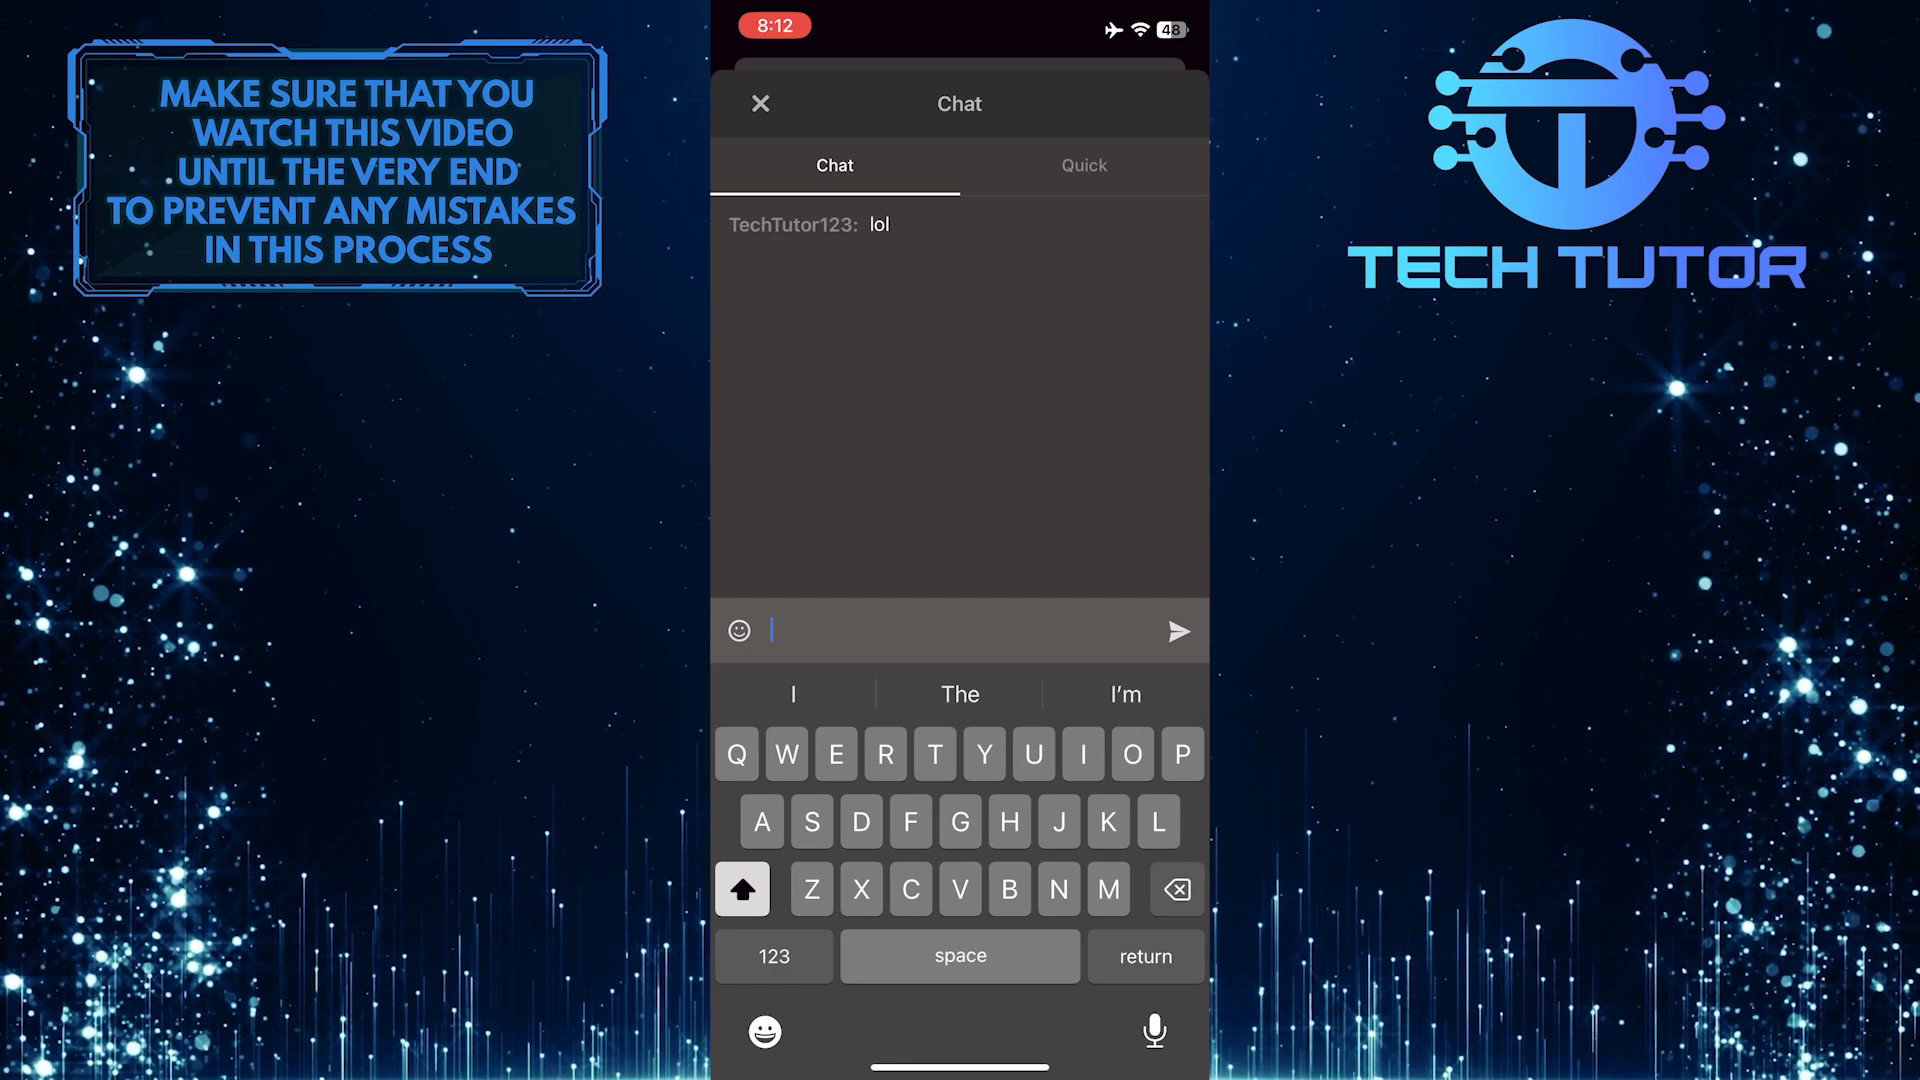 MAKE SURE THAT YOU
WATCH THIS VIDEO
UNTIL THE VERY END
TO PREVENT ANY MISTAKES
IN THIS PROCESS
8:12
48
Chat
Chat
Quick
TechTutor123: lol
I
The
I’m
Q W E R T Y U I O P
A S D F G H J K L
Z X C V B N M
123
space
return
TECH TUTOR